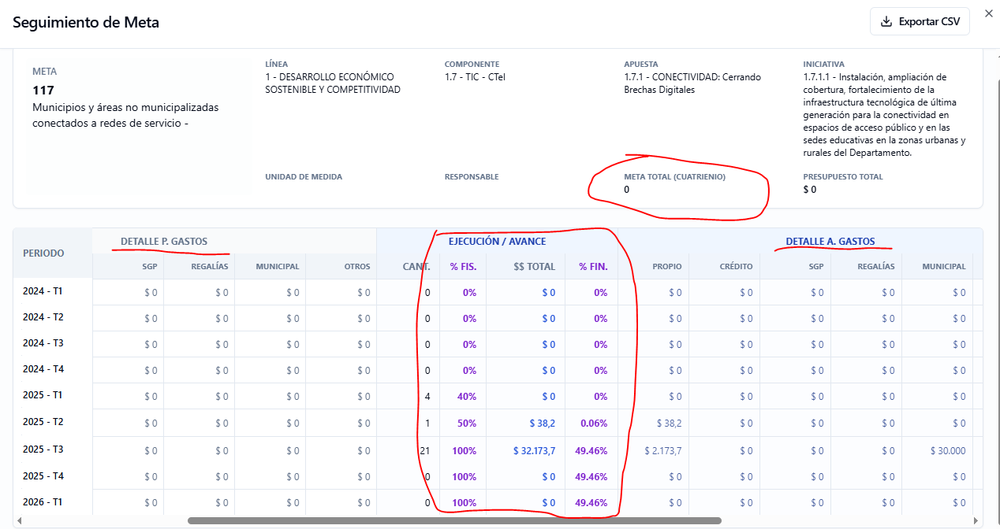 Seguimiento de Meta
Exportar CSV
META
117
Municipios y áreas no municipalizadas
conectados a redes de servicio -
LÍNEA
1 - DESARROLLO ECONÓMICO
SOSTENIBLE Y COMPETITIVIDAD
COMPONENTE
1.7 - TIC - CTeI
APUESTA
1.7.1 - CONECTIVIDAD: Cerrando
Brechas Digitales
INICIATIVA
1.7.1.1 - Instalación, ampliación de
cobertura, fortalecimiento de la
infraestructura tecnológica de última
generación para la conectividad en
espacios de acceso público y en las
sedes educativas en la zonas urbanas y
rurales del Departamento.
UNIDAD DE MEDIDA
RESPONSABLE
META TOTAL (CUATRIENIO)
0
PRESUPUESTO TOTAL
$ 0
PERIODO DETALLE P. GASTOS EJECUCIÓN / AVANCE DETALLE A. GASTOS
SGP REGALÍAS MUNICIPAL OTROS CANT. % FIS. $$ TOTAL % FIN. PROPIO CRÉDITO SGP REGALÍAS MUNICIPAL
2024 - T1 $ 0 $ 0 $ 0 $ 0 0 0% $ 0 0% $ 0 $ 0 $ 0 $ 0 $ 0
2024 - T2 $ 0 $ 0 $ 0 $ 0 0 0% $ 0 0% $ 0 $ 0 $ 0 $ 0 $ 0
2024 - T3 $ 0 $ 0 $ 0 $ 0 0 0% $ 0 0% $ 0 $ 0 $ 0 $ 0 $ 0
2024 - T4 $ 0 $ 0 $ 0 $ 0 0 0% $ 0 0% $ 0 $ 0 $ 0 $ 0 $ 0
2025 - T1 $ 0 $ 0 $ 0 $ 0 4 40% $ 0 0% $ 0 $ 0 $ 0 $ 0 $ 0
2025 - T2 $ 0 $ 0 $ 0 $ 0 1 50% $ 38,2 0.06% $ 38,2 $ 0 $ 0 $ 0 $ 0
2025 - T3 $ 0 $ 0 $ 0 $ 0 21 100% $ 32.173,7 49.46% $ 2.173,7 $ 0 $ 0 $ 0 $ 30.000
2025 - T4 $ 0 $ 0 $ 0 $ 0 0 100% $ 0 49.46% $ 0 $ 0 $ 0 $ 0 $ 0
2026 - T1 $ 0 $ 0 $ 0 $ 0 0 100% $ 0 49.46% $ 0 $ 0 $ 0 $ 0 $ 0